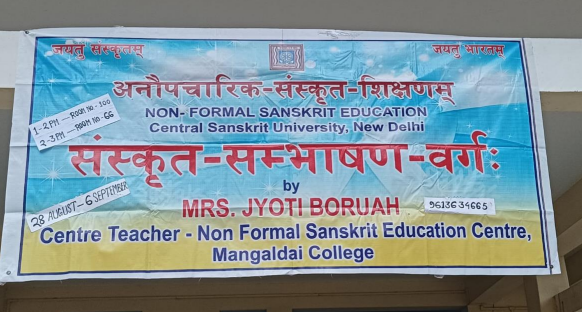 जयतु संस्कृतम्
जयतु भारतम्
अनौपचारिक-संस्कृत-शिक्षणम्
NON- FORMAL SANSKRIT EDUCATION
Central Sanskrit University, New Delhi
1-2 PM — ROOM NO.-100
2-3 PM — ROOM NO.-66
संस्कृत-सम्भाषण-वर्गः
28 AUGUST - 6 SEPTEMBER
by
MRS. JYOTI BORUAH
9613634665
Centre Teacher - Non Formal Sanskrit Education Centre,
Mangaldai College